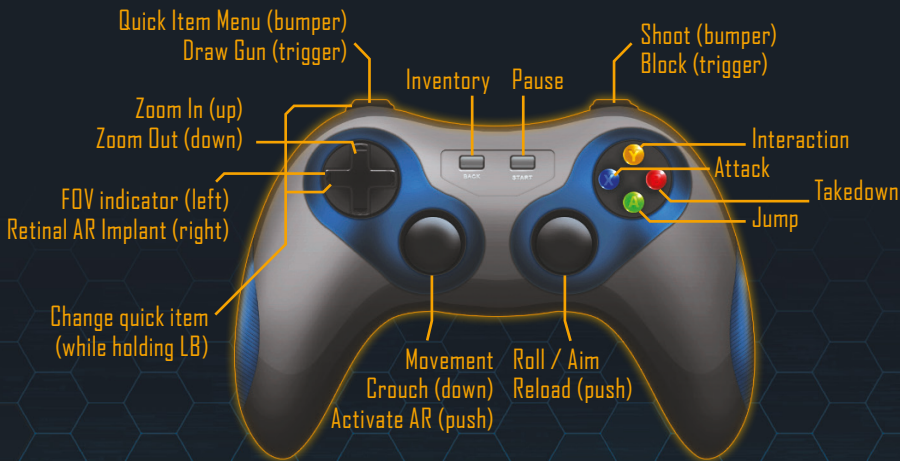 Quick Item Menu (bumper)
Draw Gun (trigger)
Shoot (bumper)
Block (trigger)
Inventory
Pause
Zoom In (up)
Zoom Out (down)
Interaction
Attack
Takedown
Jump
FOV indicator (left)
Retinal AR Implant (right)
BACK
START
Y
X
A
Change quick item
(while holding LB)
Movement
Crouch (down)
Activate AR (push)
Roll / Aim
Reload (push)